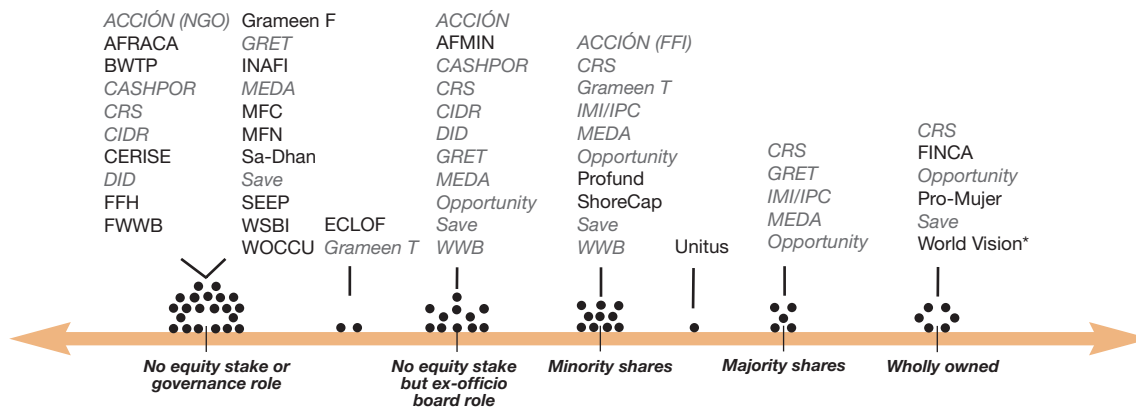 ACCIÓN (NGO)
AFRACA
BWTP
CASHPOR
CRS
CIDR
CERISE
DID
FFH
FWWB
Grameen F
GRET
INAFI
MEDA
MFC
MFN
Sa-Dhan
Save
SEEP
WSBI
WOCCU
ECLOF
Grameen T
ACCIÓN
AFMIN
CASHPOR
CRS
CIDR
DID
GRET
MEDA
Opportunity
Save
WWB
ACCIÓN (FFI)
CRS
Grameen T
IMI/IPC
MEDA
Opportunity
Profund
ShoreCap
Save
WWB
Unitus
CRS
GRET
IMI/IPC
MEDA
Opportunity
CRS
FINCA
Opportunity
Pro-Mujer
Save
World Vision*
No equity stake or
governance role
No equity stake
but ex-officio
board role
Minority shares
Majority shares
Wholly owned